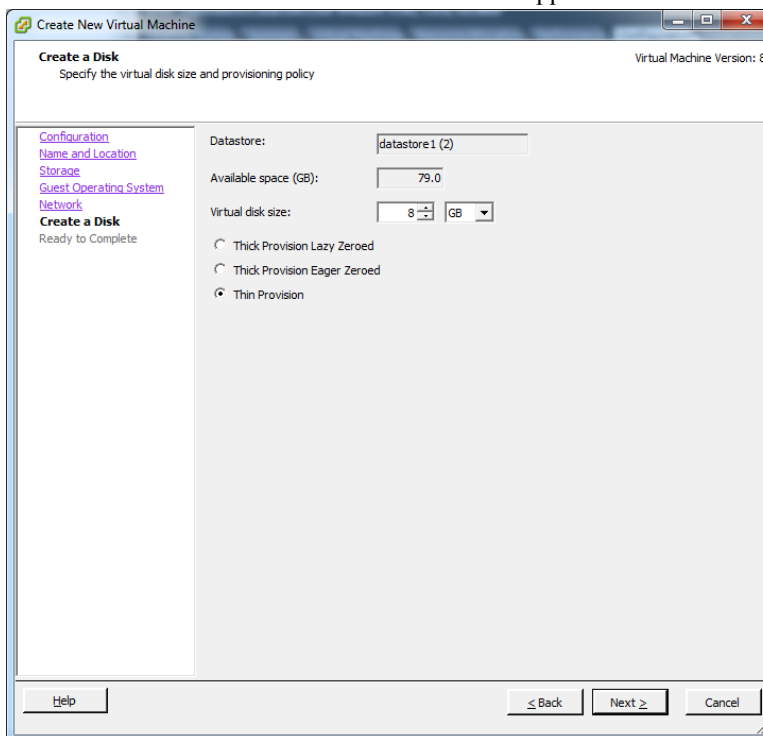 Create New Virtual Machine
Create a Disk
Specify the virtual disk size and provisioning policy
Virtual Machine Version: 8
Configuration
Name and Location
Storage
Guest Operating System
Network
Create a Disk
Ready to Complete
Datastore:
datastore1 (2)
Available space (GB):
79.0
Virtual disk size:
8
GB
Thick Provision Lazy Zeroed
Thick Provision Eager Zeroed
Thin Provision
Help
< Back
Next >
Cancel